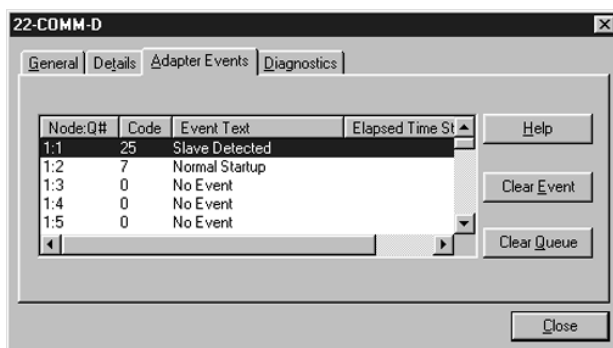 22-COMM-D
General Details Adapter Events Diagnostics
Node:Q# Code Event Text Elapsed Time St
1:1 25 Slave Detected
1:2 7 Normal Startup
1:3 0 No Event
1:4 0 No Event
1:5 0 No Event
Help
Clear Event
Clear Queue
Close